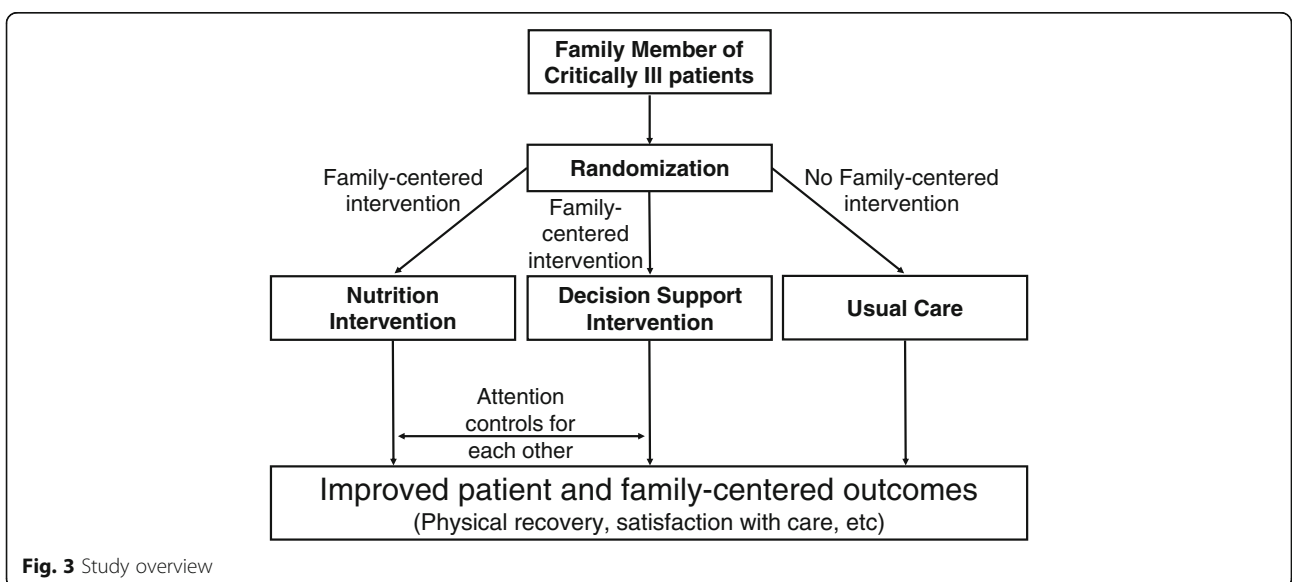 Family Member of
Critically Ill patients
Randomization
Family-centered
intervention
Family-
centered
intervention
No Family-centered
intervention
Nutrition
Intervention
Decision Support
Intervention
Usual Care
Attention
controls for
each other
Improved patient and family-centered outcomes
(Physical recovery, satisfaction with care, etc)
Fig. 3 Study overview